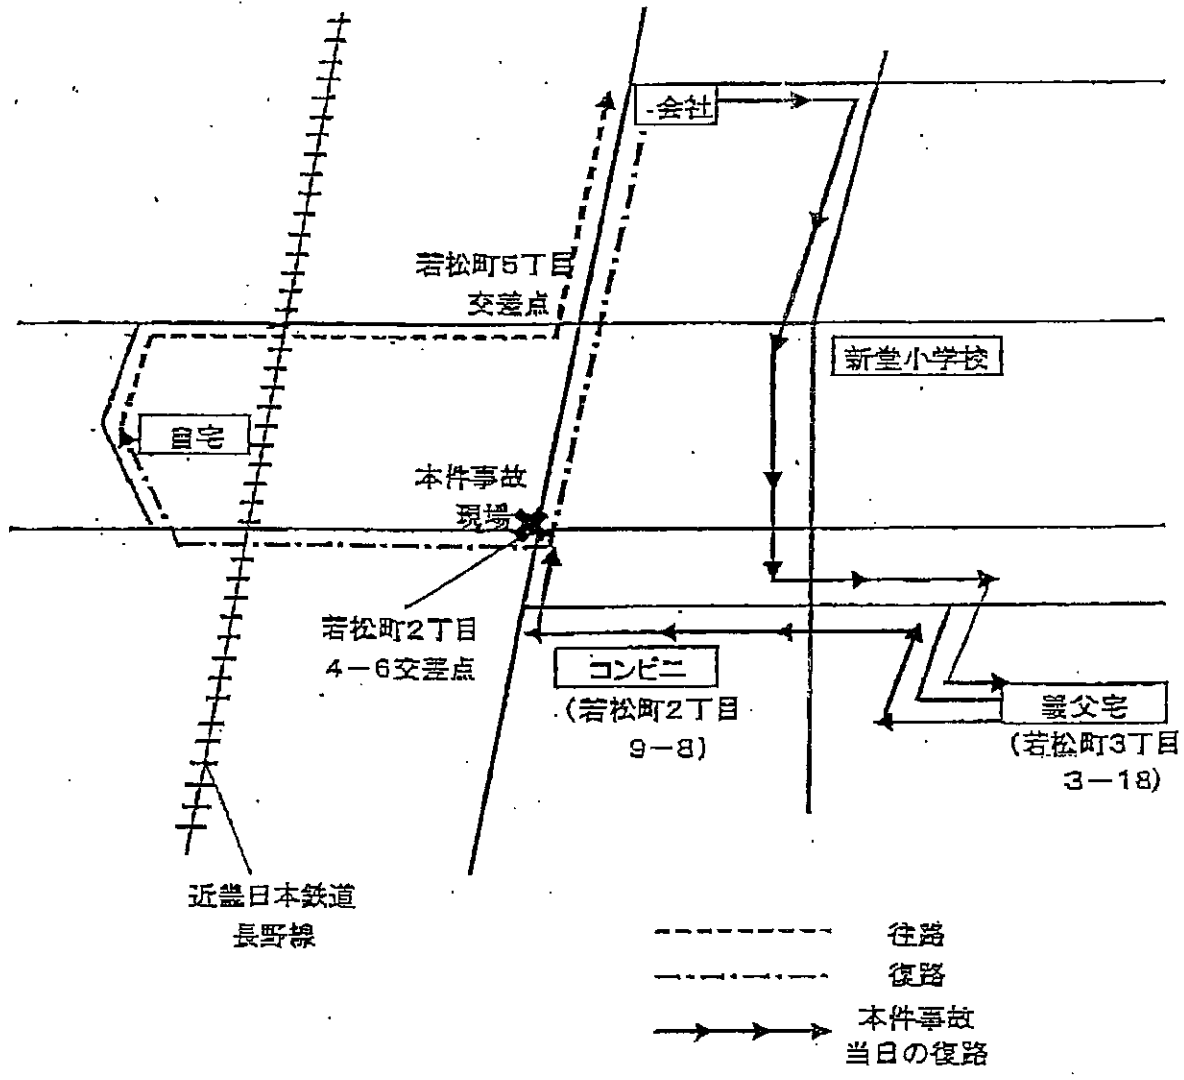 会社
若松町5丁目
交差点
新堂小学校
自宅
本件事故
現場
若松町2丁目
4-6交差点
コンビニ
(若松町2丁目
9-8)
義父宅
(若松町3丁目
3-18)
近畿日本鉄道
長野線
往路
復路
本件事故
当日の復路